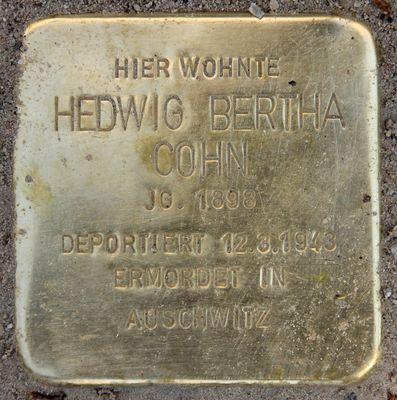 HIER WOHNTE
HEDWIG BERTHA
COHN
JG. 1898
DEPORTIERT 12.3.1943
ERMORDET IN
AUSCHWITZ